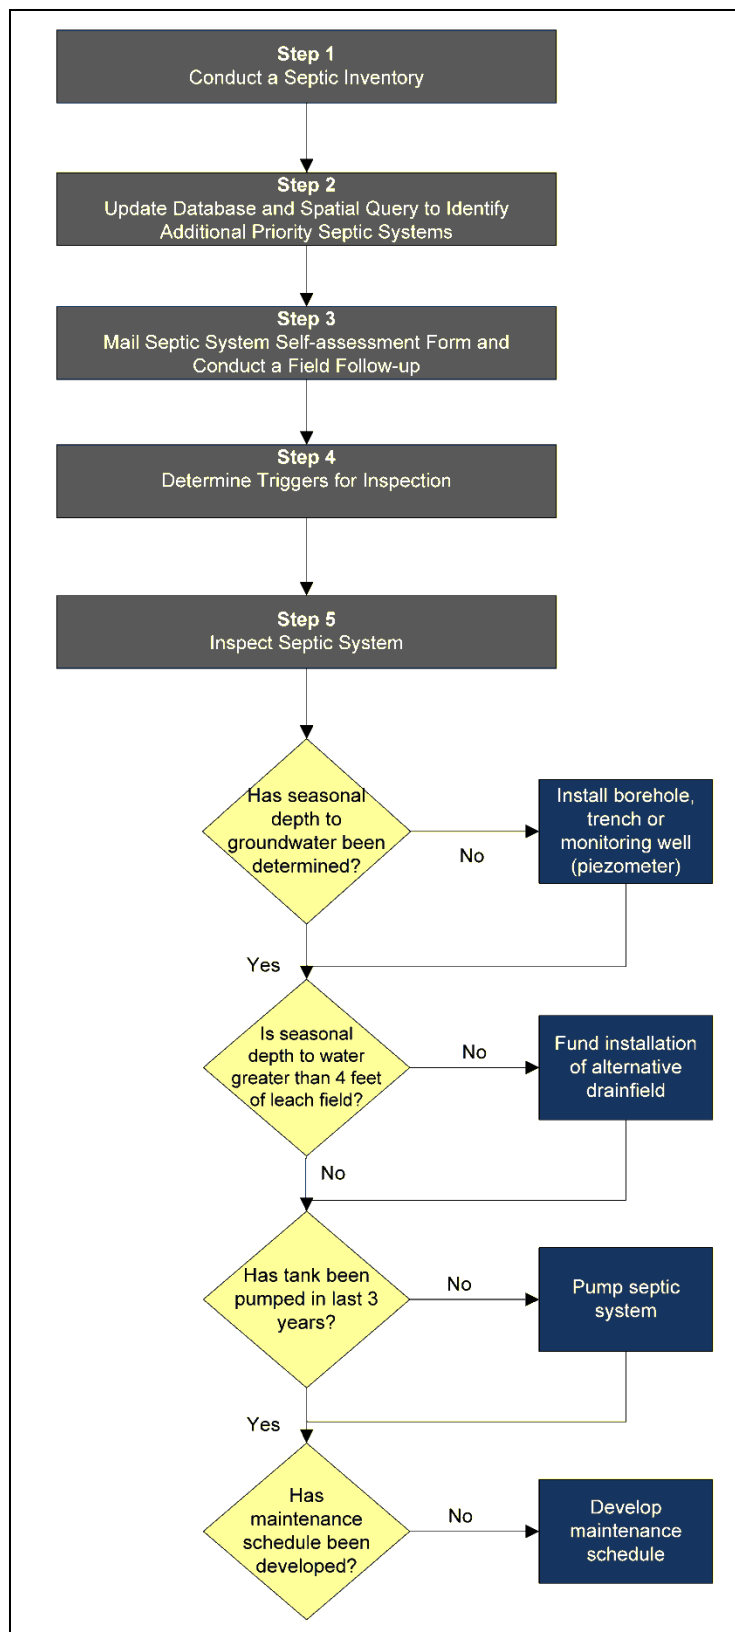 Step 1
Conduct a Septic Inventory
Step 2
Update Database and Spatial Query to Identify
Additional Priority Septic Systems
Step 3
Mail Septic System Self-assessment Form and
Conduct a Field Follow-up
Step 4
Determine Triggers for Inspection
Step 5
Inspect Septic System
Has seasonal
depth to
groundwater been
determined?
No
Install borehole,
trench or
monitoring well
(piezometer)
Yes
Is seasonal
depth to water
greater than 4 feet
of leach field?
No
Fund installation
of alternative
drainfield
No
Has tank been
pumped in last 3
years?
No
Pump septic
system
Yes
Has
maintenance
schedule been
developed?
No
Develop
maintenance
schedule